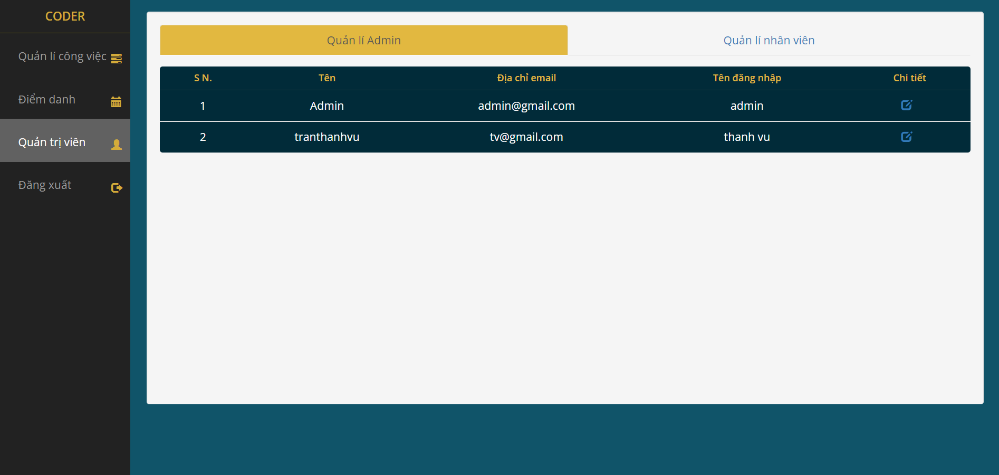 CODER
Quản lí công việc
Điểm danh
Quản trị viên
Đăng xuất
Quản lí Admin
Quản lí nhân viên
S N. Tên Địa chỉ email Tên đăng nhập Chi tiết
1 Admin admin@gmail.com admin
2 tranthanhvu tv@gmail.com thanh vu